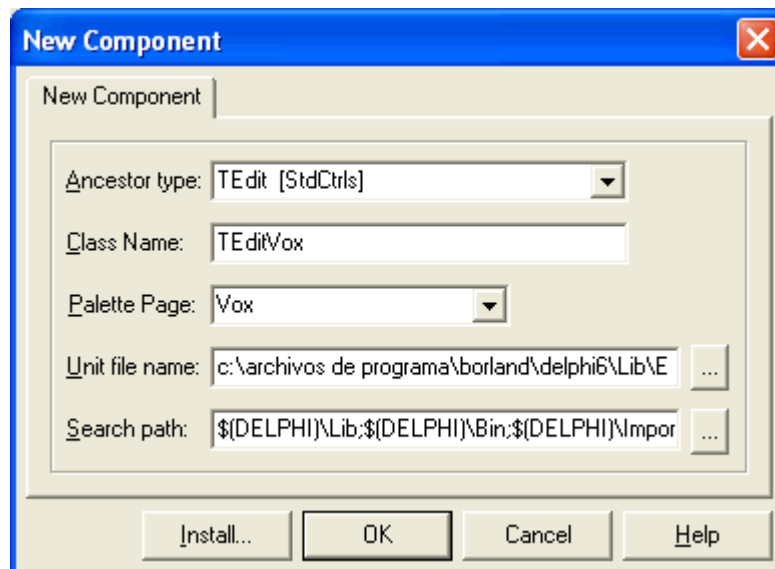 New Component
New Component
Ancestor type: TEdit [StdCtrls]
Class Name: TEditVox
Palette Page: Vox
Unit file name: c:\archivos de programa\borland\delphi6\Lib\E ...
Search path: $(DELPHI)\Lib;$(DELPHI)\Bin;$(DELPHI)\Impor ...
Install... OK Cancel Help